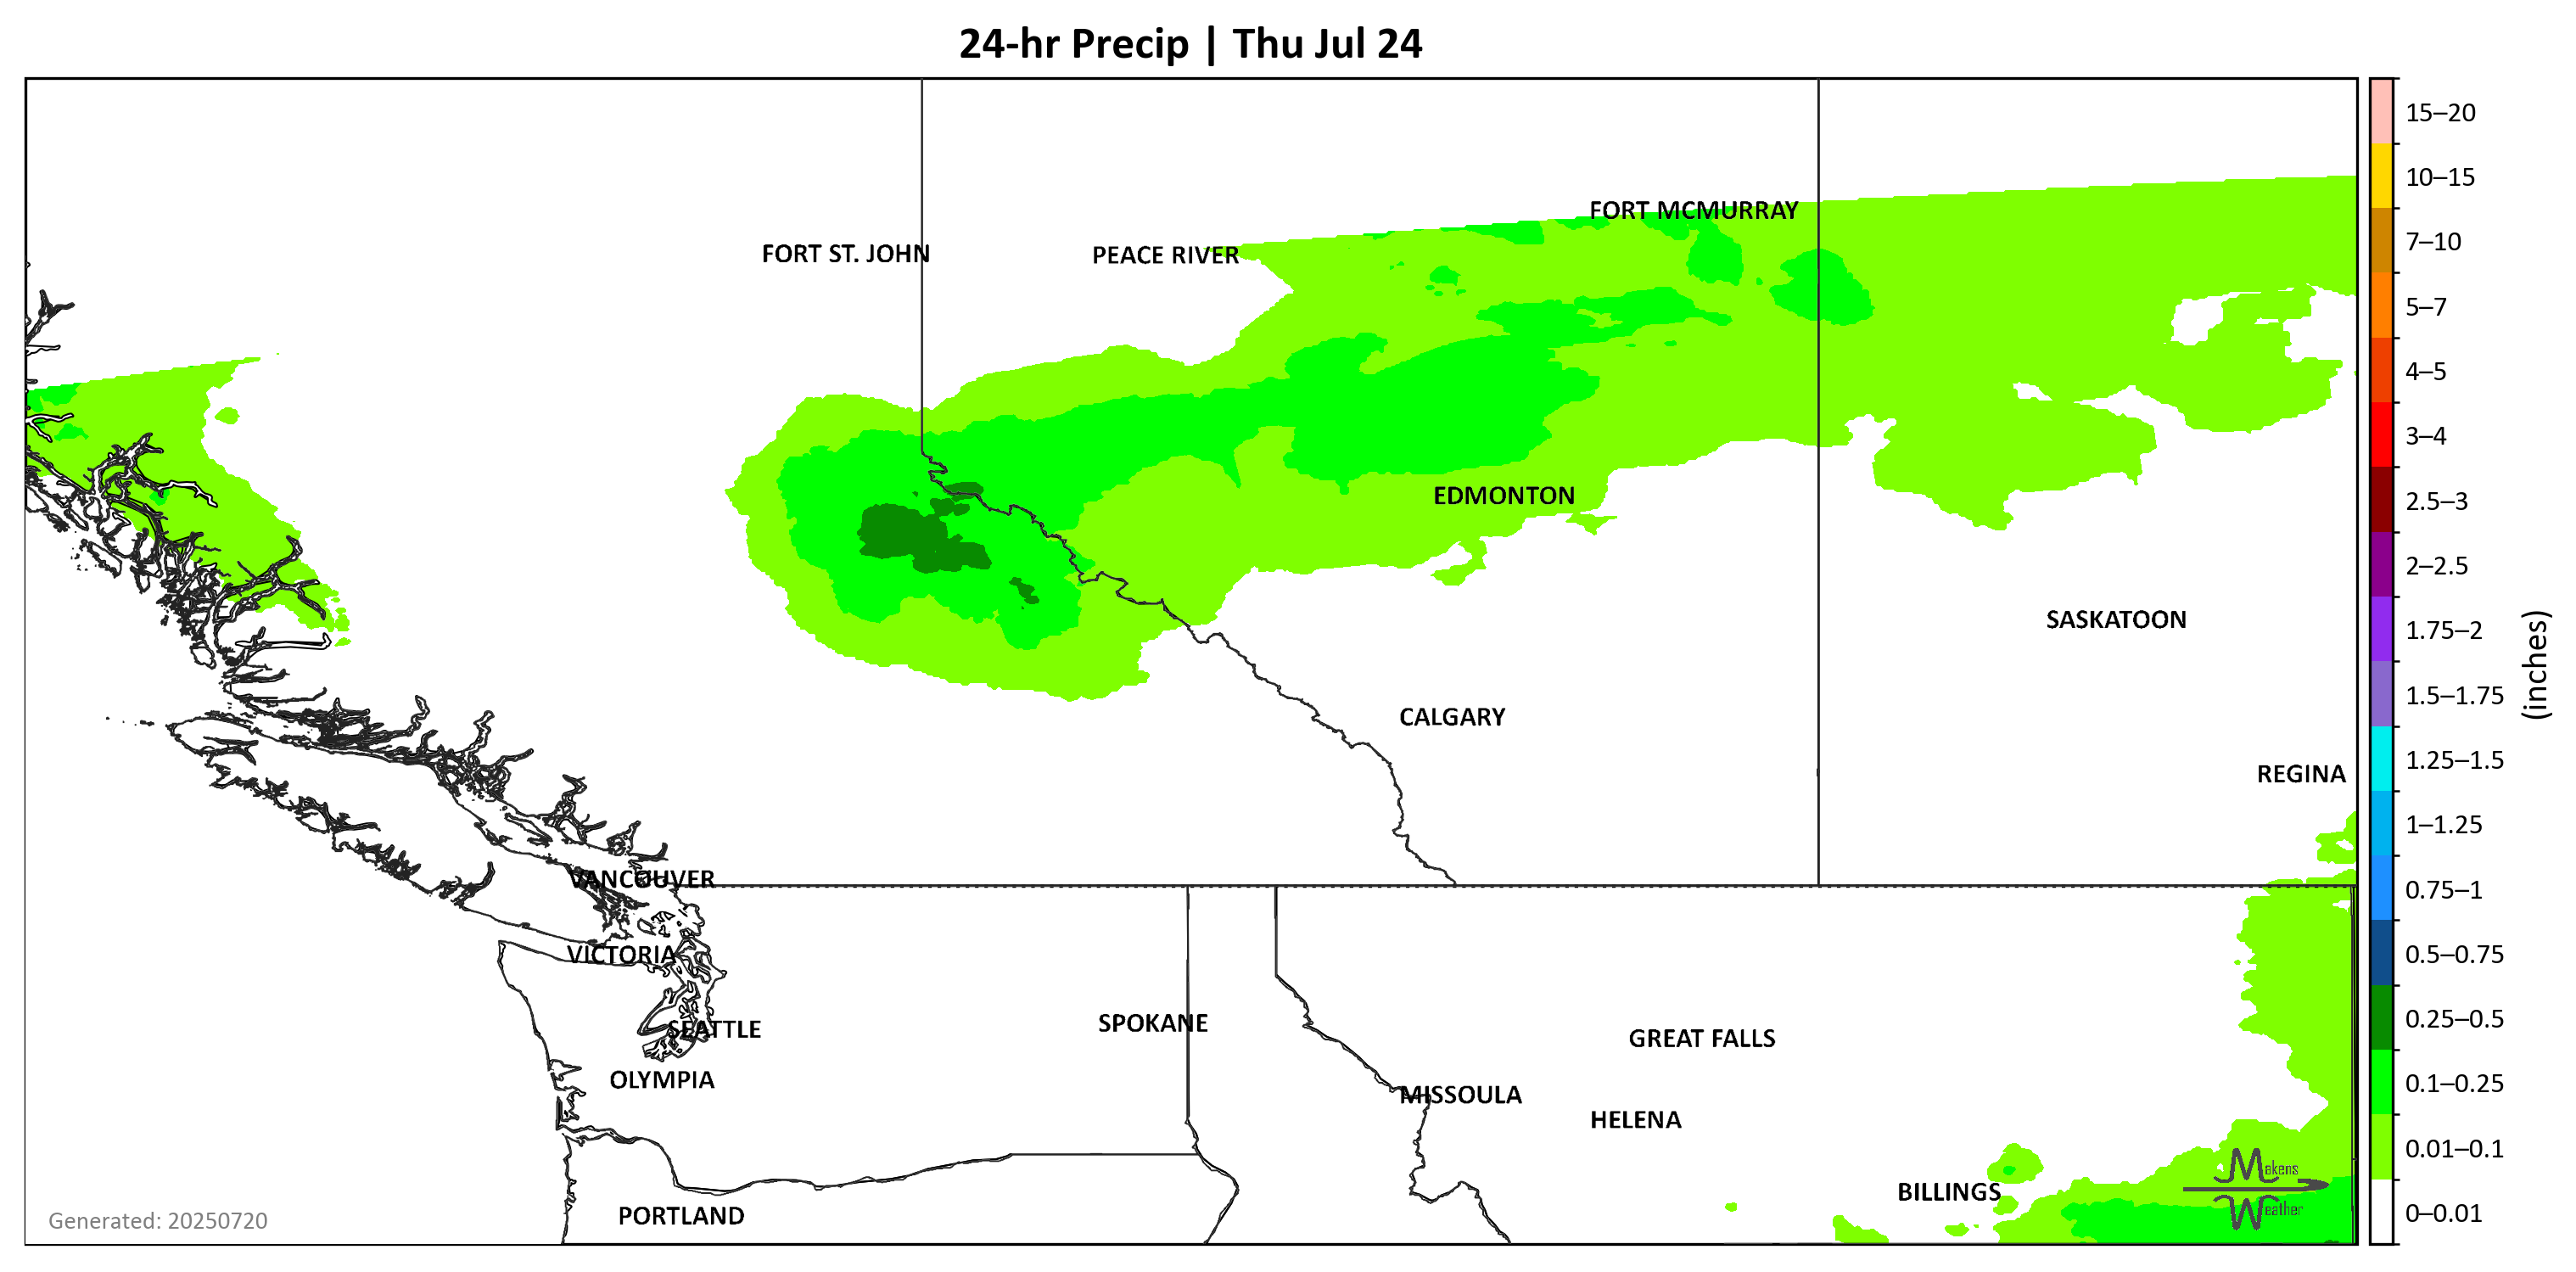 24-hr Precip | Thu Jul 24
FORT MCMURRAY
FORT ST. JOHN
PEACE RIVER
EDMONTON
SASKATOON
CALGARY
REGINA
VANCOUVER
VICTORIA
SPOKANE
SEATTLE
GREAT FALLS
OLYMPIA
MISSOULA
HELENA
BILLINGS
PORTLAND
Makens
Weather
Generated: 20250720
15–20
10–15
7–10
5–7
4–5
3–4
2.5–3
2–2.5
1.75–2
1.5–1.75
1.25–1.5
1–1.25
0.75–1
0.5–0.75
0.25–0.5
0.1–0.25
0.01–0.1
0–0.01
(inches)